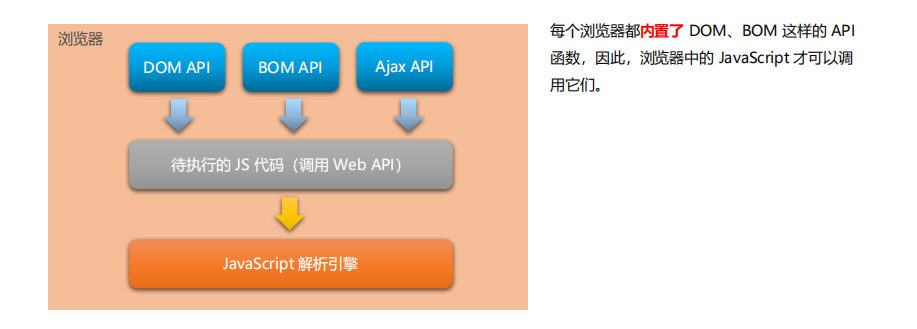 浏览器
DOM API
BOM API
Ajax API
待执行的 JS 代码（调用 Web API）
JavaScript 解析引擎
每个浏览器都内置了 DOM、BOM 这样的 API
函数，因此，浏览器中的 JavaScript 才可以调
用它们。